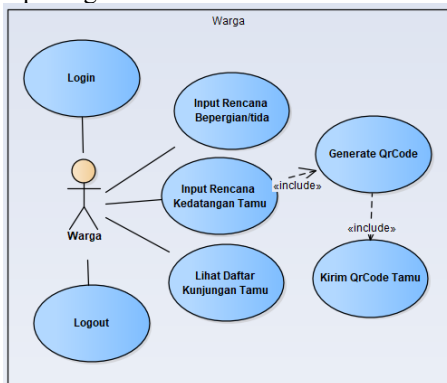 Warga
Login
Input Rencana
Bepergian/tida
Generate QrCode
Input Rencana
Kedatangan Tamu
«include»
Warga
«include»
Lihat Daftar
Kunjungan Tamu
Kirim QrCode Tamu
Logout